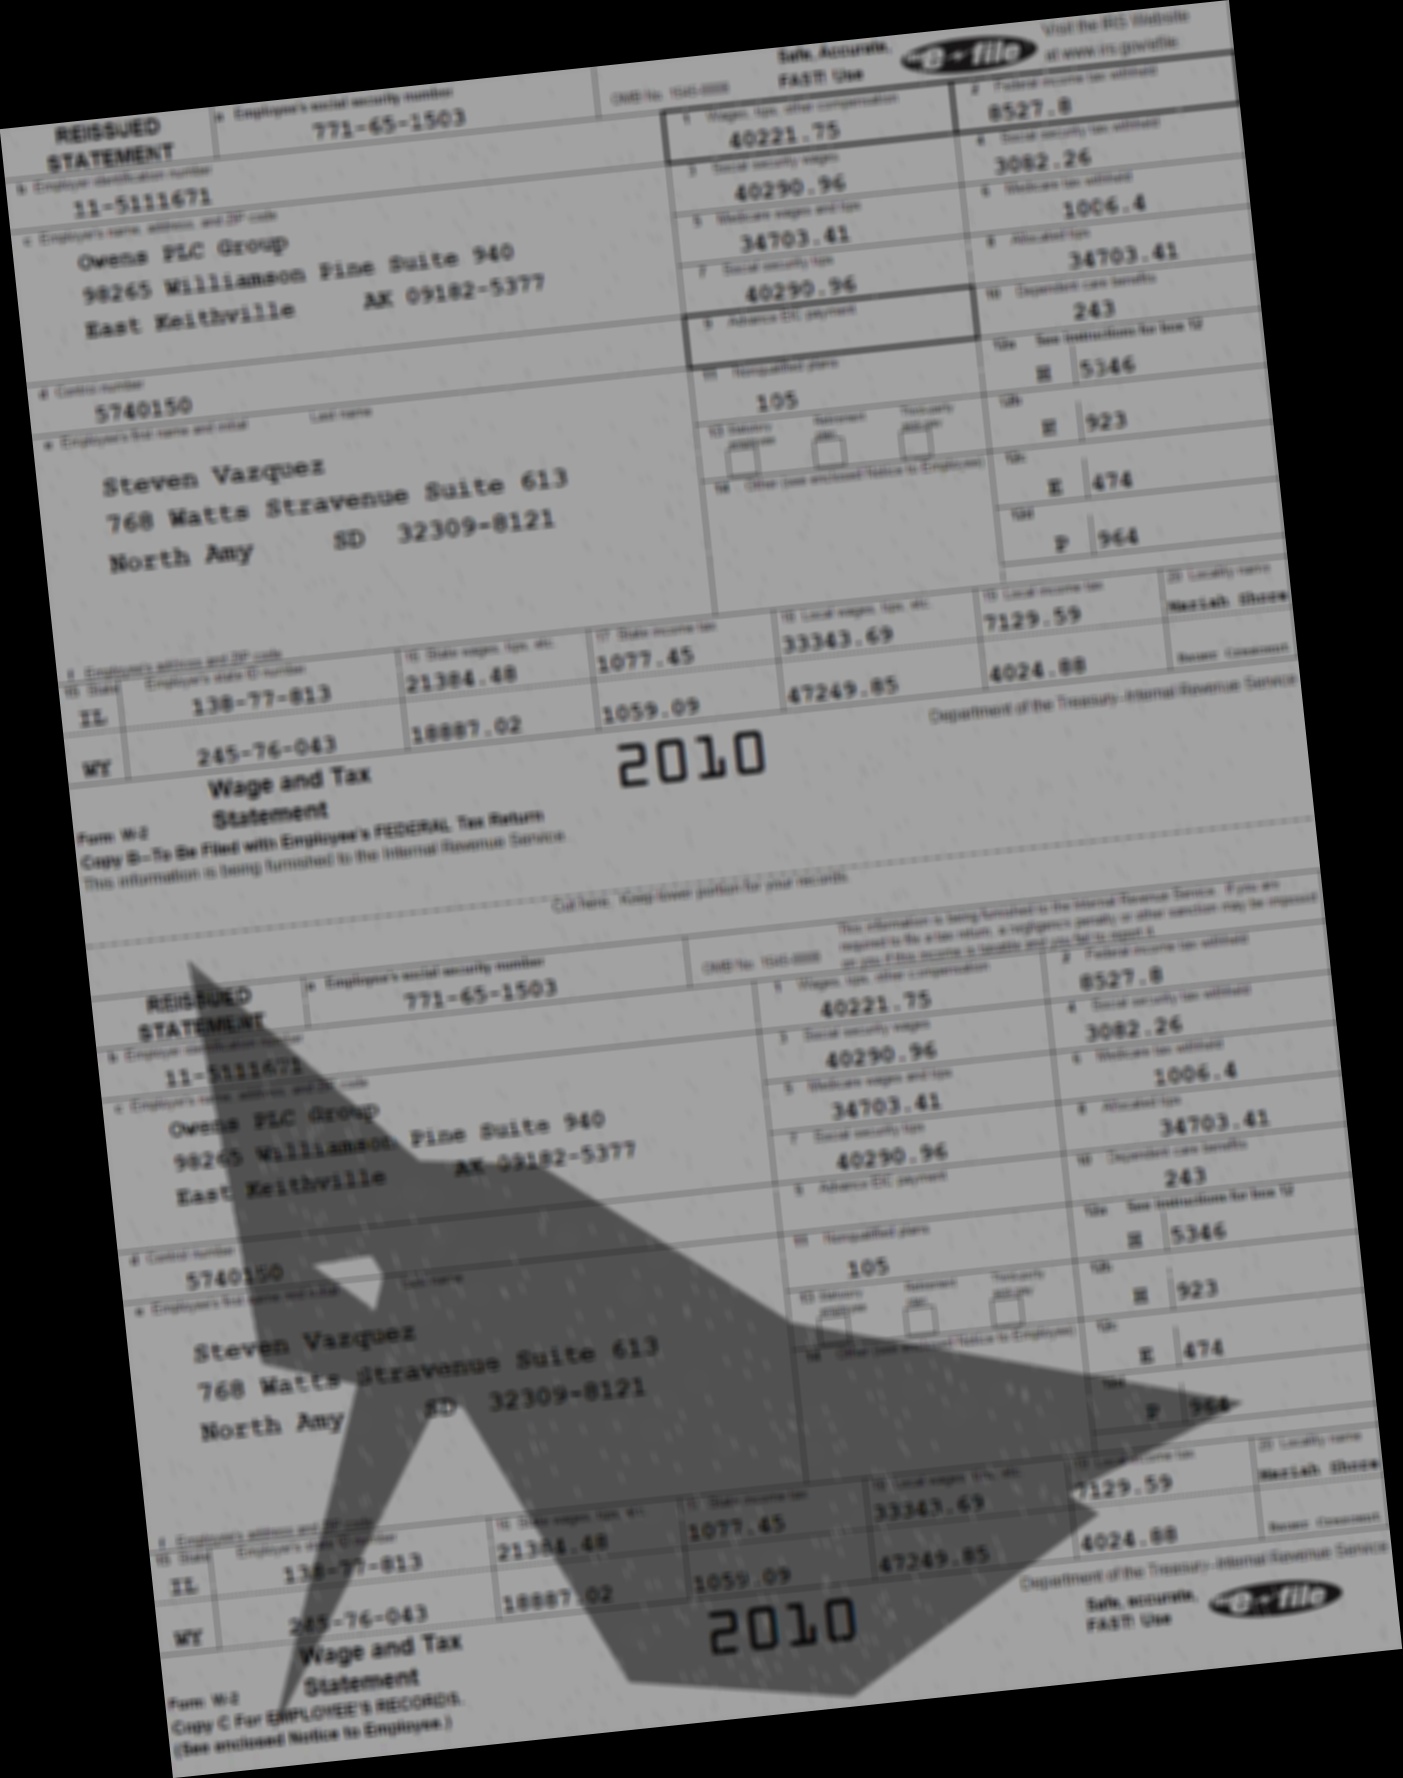 REISSUED
STATEMENT
a Employee's social security number
771-65-1503
OMB No. 1545-0008
Safe, Accurate,
FAST! Use
e-file
Visit the IRS Website
at www.irs.gov/efile.
b Employer identification number
11-5111671
c Employer's name, address, and ZIP code
Owens PLC Group
98265 Williamson Pine Suite 940
East Keithville AK 09182-5377
d Control number
5740150
e Employee's first name and initial Last name
Steven Vazquez
768 Watts Stravenue Suite 613
North Amy SD 32309-8121
f Employee's address and ZIP code
1 Wages, tips, other compensation
40221.75
2 Federal income tax withheld
8527.8
3 Social security wages
40290.96
4 Social security tax withheld
3082.26
5 Medicare wages and tips
34703.41
6 Medicare tax withheld
1006.4
7 Social security tips
40290.96
8 Allocated tips
34703.41
9 Advance EIC payment
10 Dependent care benefits
243
11 Nonqualified plans
105
12a See instructions for box 12
H 5346
12b
H 923
12c
E 474
12d
P 964
13 Statutory employee
Retirement plan
Third-party sick pay
14 Other (see enclosed Notice to Employee)
15 State Employer's state ID number
16 State wages, tips, etc.
17 State income tax
18 Local wages, tips, etc.
19 Local income tax
20 Locality name
IL 138-77-813 21384.48 1077.45 33343.69 7129.59 Mariah Shore
WY 245-76-043 18887.02 1059.09 47249.85 4024.88
Wage and Tax
Statement
2010
Department of the Treasury-Internal Revenue Service
Form W-2
Copy B-To Be Filed with Employee's FEDERAL Tax Return
This information is being furnished to the Internal Revenue Service.
Cut here. Keep lower portion for your records.
REISSUED
STATEMENT
a Employee's social security number
771-65-1503
OMB No. 1545-0008
This information is being furnished to the Internal Revenue Service. If you are
required to file a tax return, a negligence penalty or other sanction may be imposed
on you if this income is taxable and you fail to report it.
b Employer identification number
11-5111671
c Employer's name, address, and ZIP code
Owens PLC Group
98265 Williamson Pine Suite 940
East Keithville AK 09182-5377
d Control number
5740150
e Employee's first name and initial Last name
Steven Vazquez
768 Watts Stravenue Suite 613
North Amy SD 32309-8121
f Employee's address and ZIP code
1 Wages, tips, other compensation
40221.75
2 Federal income tax withheld
8527.8
3 Social security wages
40290.96
4 Social security tax withheld
3082.26
5 Medicare wages and tips
34703.41
6 Medicare tax withheld
1006.4
7 Social security tips
40290.96
8 Allocated tips
34703.41
9 Advance EIC payment
10 Dependent care benefits
243
11 Nonqualified plans
105
12a See instructions for box 12
H 5346
12b
H 923
12c
E 474
12d
P 964
13 Statutory employee
Retirement plan
Third-party sick pay
14 Other (see enclosed Notice to Employee)
15 State Employer's state ID number
16 State wages, tips, etc.
17 State income tax
18 Local wages, tips, etc.
19 Local income tax
20 Locality name
IL 138-77-813 21384.48 1077.45 33343.69 7129.59 Mariah Shore
WY 245-76-043 18887.02 1059.09 47249.85 4024.88
Wage and Tax
Statement
2010
Department of the Treasury-Internal Revenue Service
Safe, accurate,
FAST! Use
e-file
Form W-2
Copy C For EMPLOYEE'S RECORDS.
(See enclosed Notice to Employee.)